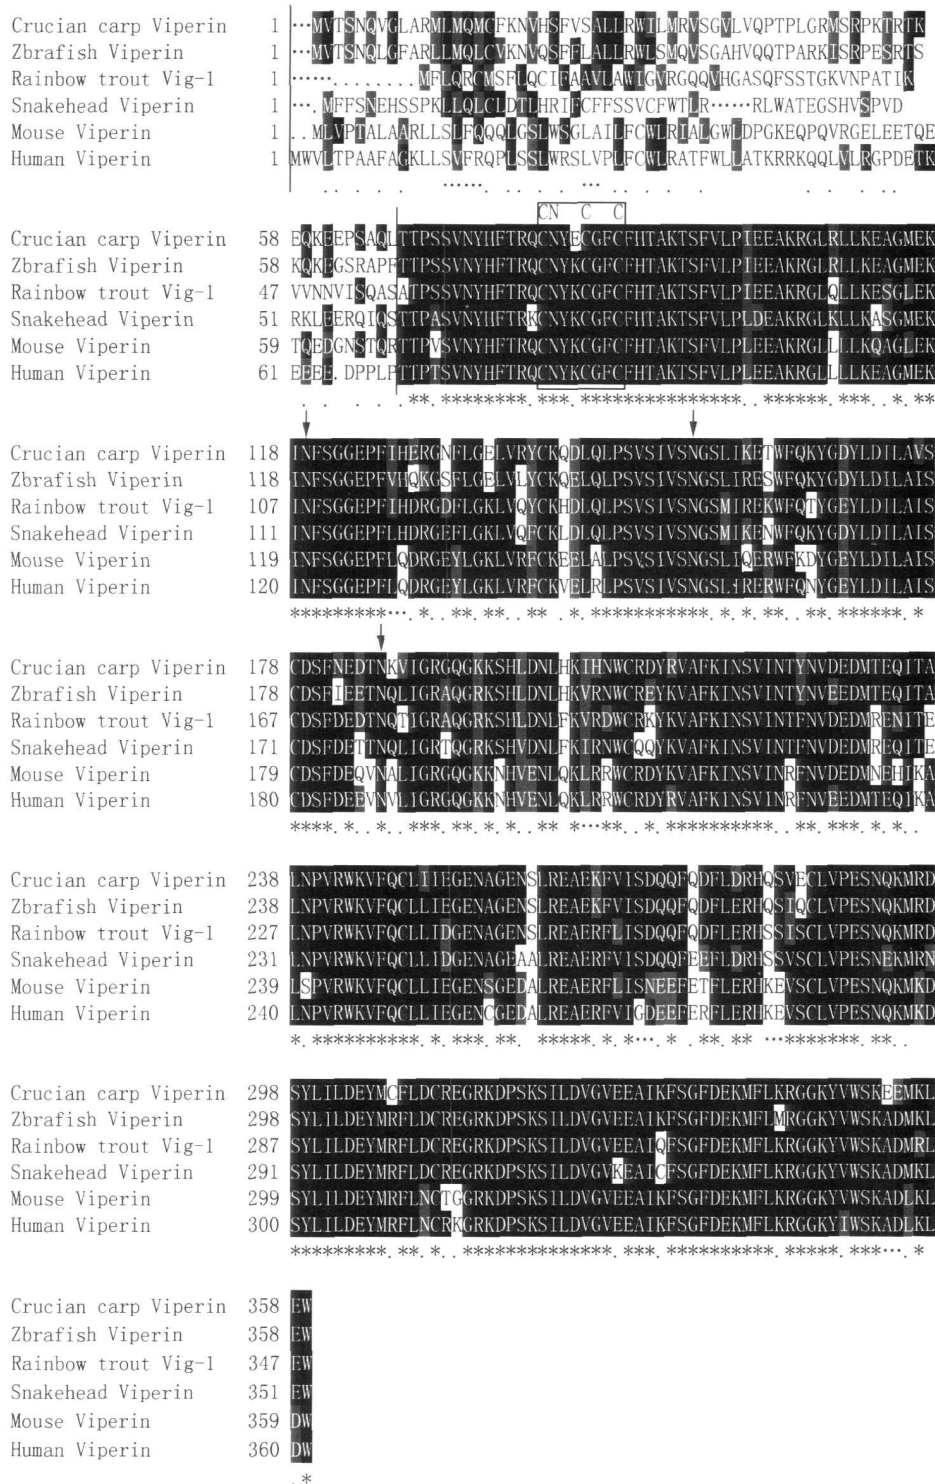 Crucian carp Viperin 1 ···MVTSNQVGLARMLMQMCFKNVHSFVSALLRWILMRVSGVLVQPTPLGRMSRPKTRTK
Zbrafish Viperin 1 ···MVTSNQLGFARLLMQLCVKNVQSFFLALLRWLSMQVSGAHVQQTPARKISRPESRTS
Rainbow trout Vig-1 1 ······.........MFLQRCMSFLQCIFAAVLAWIGVRGQQVHGASQFSSTGKVNPATIK
Snakehead Viperin 1 ···.MFFSNEHSSPKLLQLCLDTLHRIFCFFSSVCFWTLR······RLWATEGSHVSPVD
Mouse Viperin 1 ..MLVPTALAARLLSLFQQQLGSLWSGLAILFCWLRIALGWLDPGKEQPQVRGELEETQE
Human Viperin 1 MWVLTPAAFAGKLLSVFRQPLSSLWRSLVPLFCWLRATFWLLATKRRKQQLVLRGPDETK
. . . . ······ . . ··· . . . . . . . .
CN C C
Crucian carp Viperin 58 EQKEEPSAQLTTPSSVNYHFTRQCNYECGFCFHTAKTSFVLPIEEAKRGLRLLKEAGMEK
Zbrafish Viperin 58 KQKEGSRAPFTTPSSVNYHFTRQCNYKCGFCFHTAKTSFVLPIEEAKRGLRLLKEAGMEK
Rainbow trout Vig-1 47 VVNNVISQASATPSSVNYHFTRQCNYKCGFCFHTAKTSFVLPIEEAKRGLQLLKESGLEK
Snakehead Viperin 51 RKLEERQIQSTTPASVNYHFTRKCNYKCGFCFHTAKTSFVLPLDEAKRGLKLLKASGMEK
Mouse Viperin 59 TQEDGNSTQRTTPVSVNYHFTRQCNYKCGFCFHTAKTSFVLPLEEAKRGLLLLKQAGLEK
Human Viperin 61 EEEE.DPPLPTTPTSVNYHFTRQCNYKCGFCFHTAKTSFVLPLEEAKRGLLLLKEAGMEK
. . . . .**.*******.***.***************..******.***..*.**
Crucian carp Viperin 118 INFSGGEPFIHERGNFLGELVRYCKQDLQLPSVSIVSNGSLIKETWFQKYGDYLDILAVS
Zbrafish Viperin 118 INFSGGEPFVHQKGSFLGELVLYCKQELQLPSVSIVSNGSLIRESWFQKYGDYLDILAIS
Rainbow trout Vig-1 107 INFSGGEPFIHDRGDFLGKLVQYCKHDLQLPSVSIVSNGSMIREKWFQTYGEYLDILAIS
Snakehead Viperin 111 INFSGGEPFLHDRGEFLGKLVQFCKLDLQLPSVSIVSNGSMIKENWFQKYGDYLDILAIS
Mouse Viperin 119 INFSGGEPFLQDRGEYLGKLVRFCKEELALPSVSIVSNGSLIQERWFKDYGEYLDILAIS
Human Viperin 120 INFSGGEPFLQDRGEYLGKLVRFCKVELRLPSVSIVSNGSLIRERWFQNYGEYLDILAIS
*********···.*..**.**..** .*.***********.*.*.**..**.******.*
Crucian carp Viperin 178 CDSFNEDTNKVIGRGQGKKSHLDNLHKIHNWCRDYRVAFKINSVINTYNVDEDMTEQITA
Zbrafish Viperin 178 CDSFIEETNQLIGRAQGRKSHLDNLHKVRNWCREYKVAFKINSVINTYNVEEDMTEQITA
Rainbow trout Vig-1 167 CDSFDEDTNQTIGRAQGRKSHLDNLFKVRDWCRKYKVAFKINSVINTFNVDEDMRENITE
Snakehead Viperin 171 CDSFDETTNQLIGRTQGRKSHVDNLFKIRNWCQQYKVAFKINSVINTFNVDEDMREQITE
Mouse Viperin 179 CDSFDEQVNALIGRGQGKKNHVENLQKLRRWCRDYKVAFKINSVINRFNVDEDMNEHIKA
Human Viperin 180 CDSFDEEVNVLIGRGQGKKNHVENLQKLRRWCRDYRVAFKINSVINRFNVEEDMTEQIKA
****.*..*..***.**.*.*..**.*···**..*.**********..**.***.*.*..
Crucian carp Viperin 238 LNPVRWKVFQCLIIEGENAGENSLREAEKFVISDQQFQDFLDRHQSVECLVPESNQKMRD
Zbrafish Viperin 238 LNPVRWKVFQCLLIEGENAGENSLREAEKFVISDQQFQDFLERHQSIQCLVPESNQKMRD
Rainbow trout Vig-1 227 LNPVRWKVFQCLLIDGENAGENSLREAERFLISDQQFQDFLERHSSISCLVPESNQKMRD
Snakehead Viperin 231 LNPVRWKVFQCLLIDGENAGEAALREAERFVISDQQFEEFLDRHSSVSCLVPESNEKMRN
Mouse Viperin 239 LSPVRWKVFQCLLIEGENSGEDALREAERFLISNEEFETFLERHKEVSCLVPESNQKMKD
Human Viperin 240 LNPVRWKVFQCLLIEGENCGEDALREAERFVIGDEEFERFLERHKEVSCLVPESNQKMKD
*.**********.*.***.**. .*****.*.*···.*..**.**···*******.**..
Crucian carp Viperin 298 SYLILDEYMCFLDCREGRKDPSKSILDVGVEEAIKFSGFDEKMFLKRGGKYVWSKEEMKL
Zbrafish Viperin 298 SYLILDEYMRFLDCREGRKDPSKSILDVGVEEAIKFSGFDEKMFLMRGGKYVWSKADMKL
Rainbow trout Vig-1 287 SYLILDEYMRFLDCREGRKDPSKSILDVGVEEAIQFSGFDEKMFLKRGGKYVWSKADMRL
Snakehead Viperin 291 SYLILDEYMRFLDCREGRKDPSKSILDVGVKEAICFSGFDEKMFLKRGGKYVWSKADMKL
Mouse Viperin 299 SYLILDEYMRFLNCTGGRKDPSKSILDVGVEEAIKFSGFDEKMFLKRGGKYVWSKADLKL
Human Viperin 300 SYLILDEYMRFLNCRKGRKDPSKSILDVGVEEAIKFSGFDEKMFLKRGGKYIWSKADLKL
*********.**.*..**************.***.**********.*****.***···.*
Crucian carp Viperin 358 EW
Zbrafish Viperin 358 EW
Rainbow trout Vig-1 347 EW
Snakehead Viperin 351 EW
Mouse Viperin 359 DW
Human Viperin 360 DW
.*